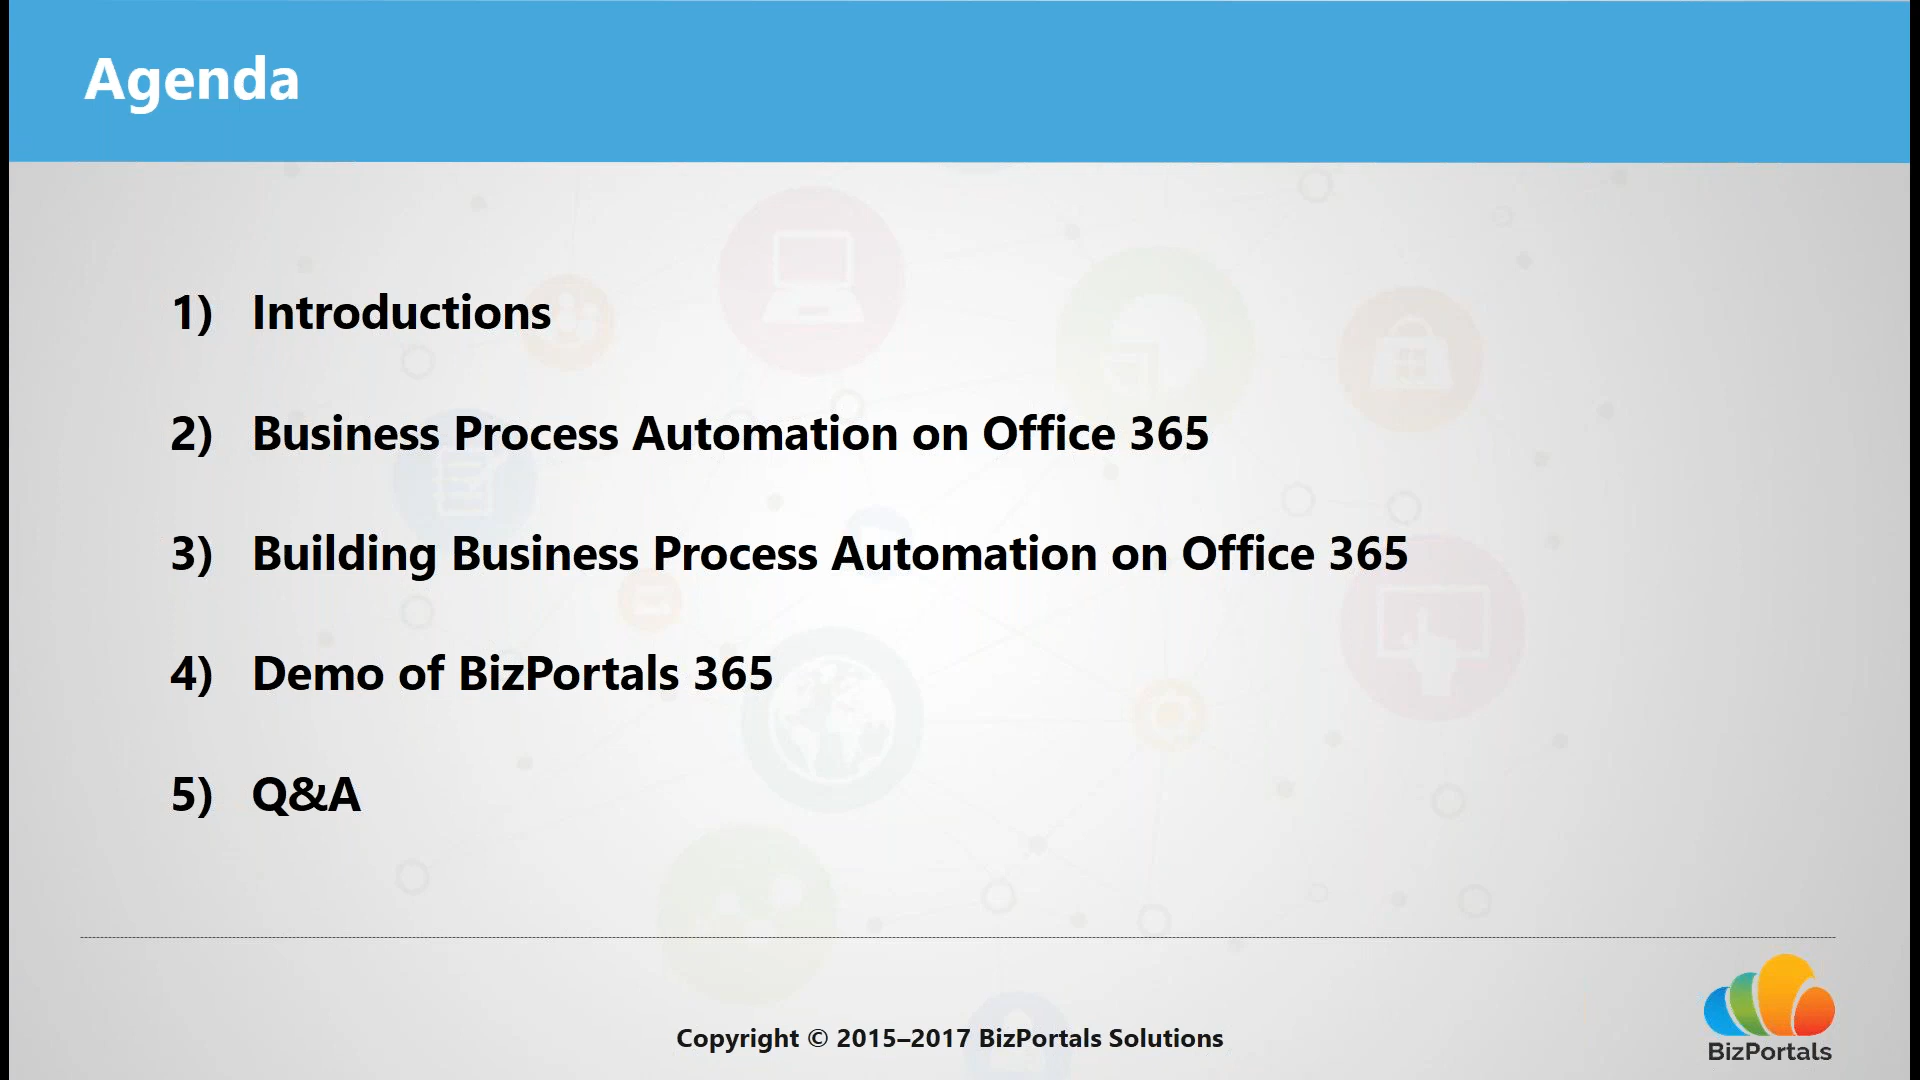 Agenda
1) Introductions
2) Business Process Automation on Office 365
3) Building Business Process Automation on Office 365
4) Demo of BizPortals 365
5) Q&A
Copyright © 2015–2017 BizPortals Solutions
BizPortals